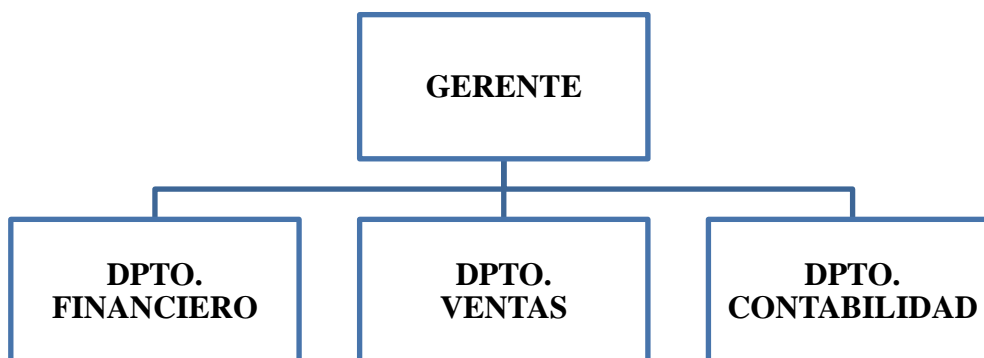 GERENTE
DPTO.
FINANCIERO
DPTO.
VENTAS
DPTO.
CONTABILIDAD